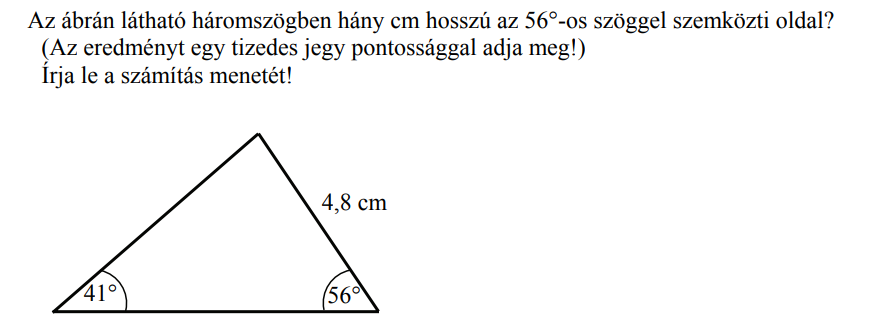 Az ábrán látható háromszögben hány cm hosszú az 56°-os szöggel szemközti oldal?
(Az eredményt egy tizedes jegy pontossággal adja meg!)
Írja le a számítás menetét!
4,8 cm
41°
56°